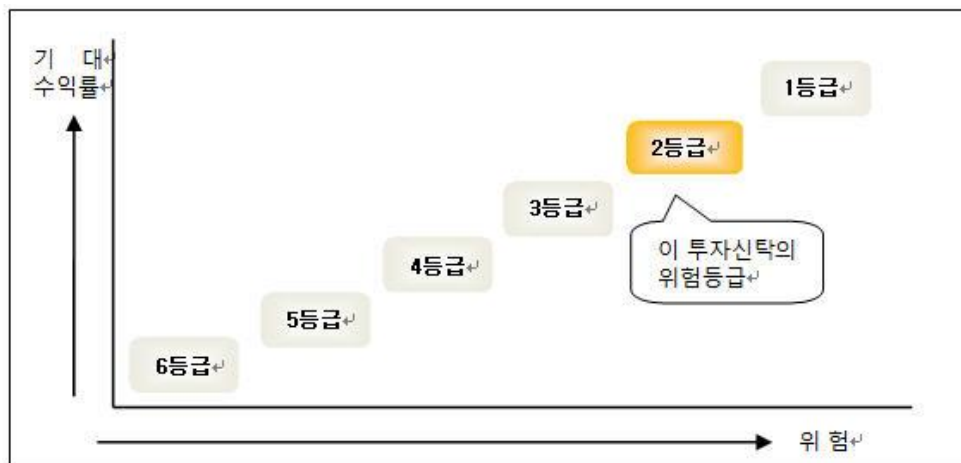 기 대
수익률
1등급
2등급
3등급
이 투자신탁의
위험등급
4등급
5등급
6등급
위 험